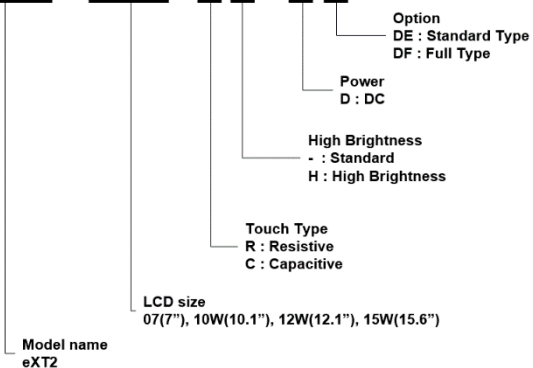 Option
DE : Standard Type
DF : Full Type
Power
D : DC
High Brightness
- : Standard
H : High Brightness
Touch Type
R : Resistive
C : Capacitive
LCD size
07(7”), 10W(10.1”), 12W(12.1”), 15W(15.6”)
Model name
eXT2